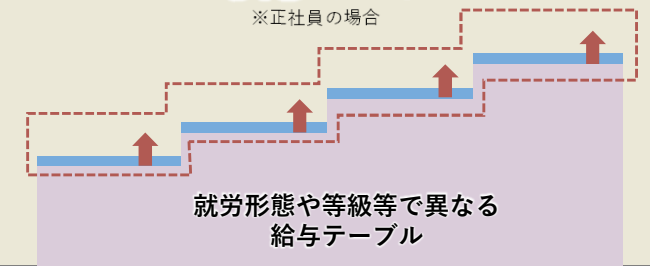 ※正社員の場合
就労形態や等級等で異なる
給与テーブル